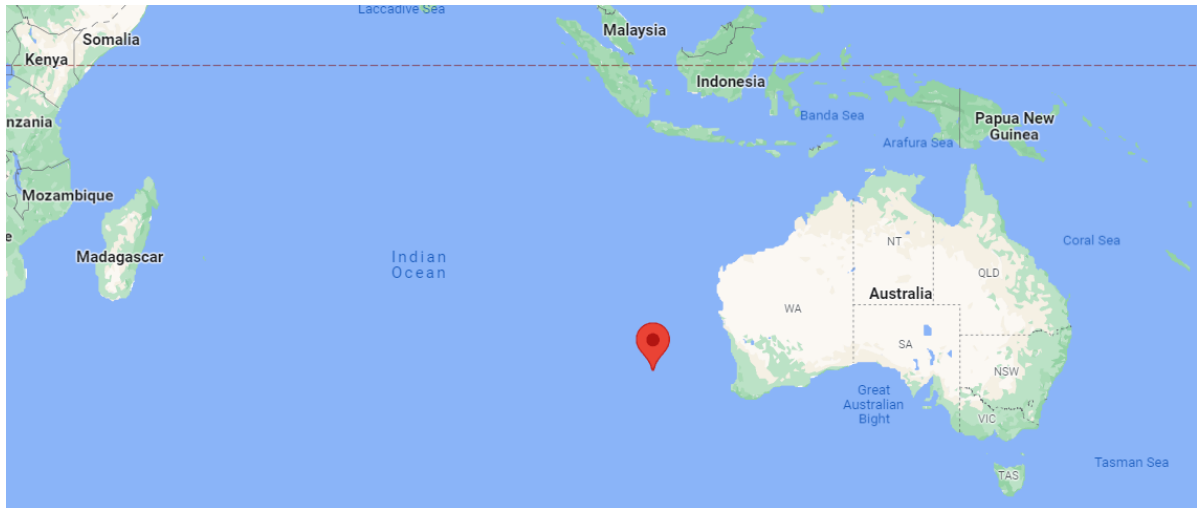 Laccadive Sea
Somalia
Kenya
Malaysia
Indonesia
nzania
Banda Sea
Papua New
Guinea
Arafura Sea
Mozambique
e
Madagascar
Indian
Ocean
NT
Coral Sea
QLD
Australia
WA
SA
NSW
Great
Australian
Bight
VIC
Tasman Sea
TAS